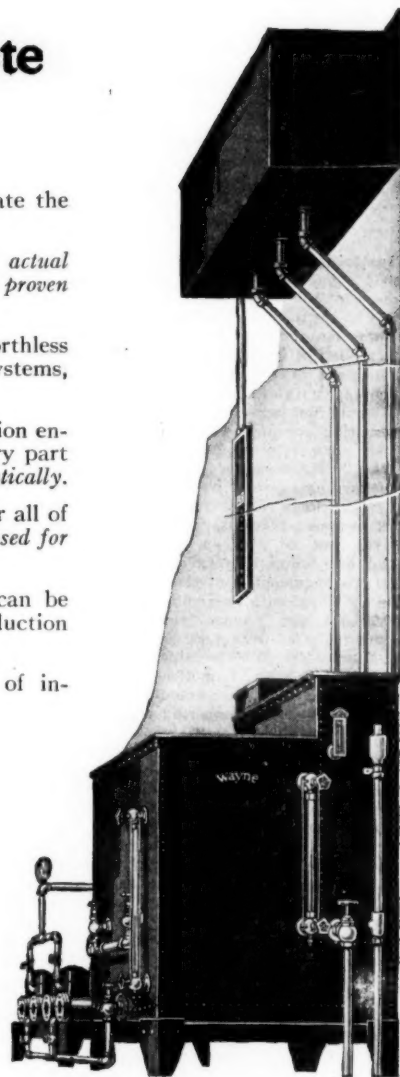 te
ate the
actual
proven
orthless
ystems,
ion en-
ry part
tically.
r all of
sed for
can be
luction
of in-
wayne